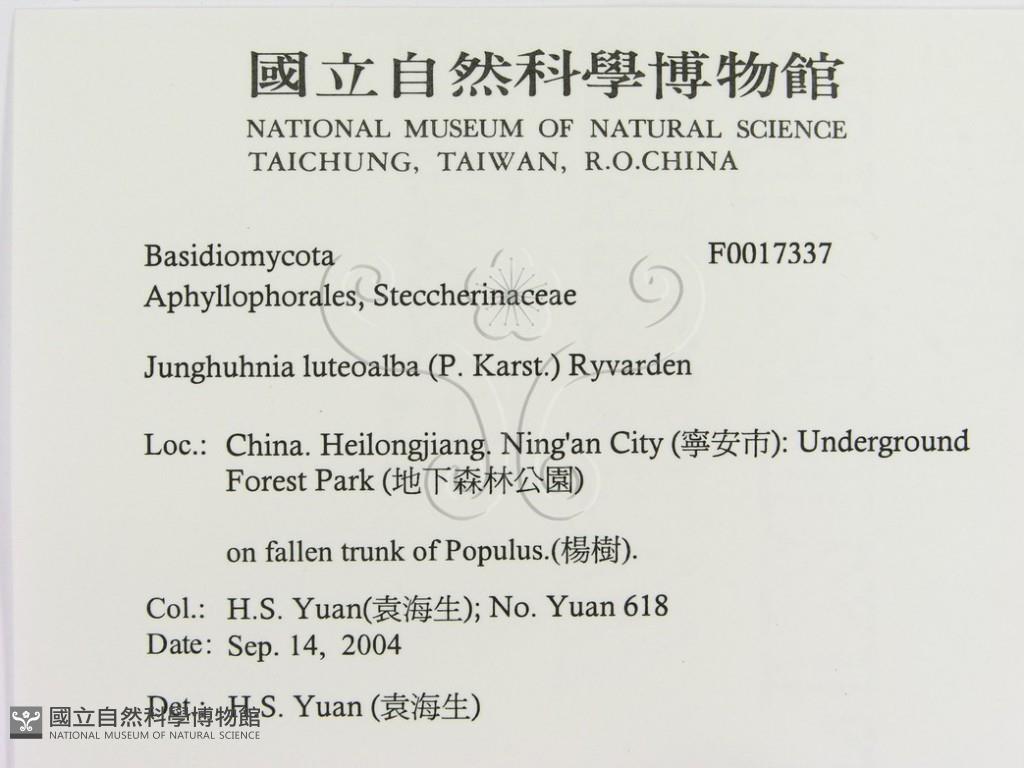 國立自然科學博物館
NATIONAL MUSEUM OF NATURAL SCIENCE
TAICHUNG, TAIWAN, R.O.CHINA
Basidiomycota F0017337
Aphyllophorales, Steccherinaceae
Junghuhnia luteoalba (P. Karst.) Ryvarden
Loc.: China. Heilongjiang. Ning'an City (寧安市): Underground
Forest Park (地下森林公園)
on fallen trunk of Populus.(楊樹).
Col.: H.S. Yuan(袁海生); No. Yuan 618
Date: Sep. 14, 2004
Det.: H.S. Yuan (袁海生)
國立自然科學博物館
NATIONAL MUSEUM OF NATURAL SCIENCE